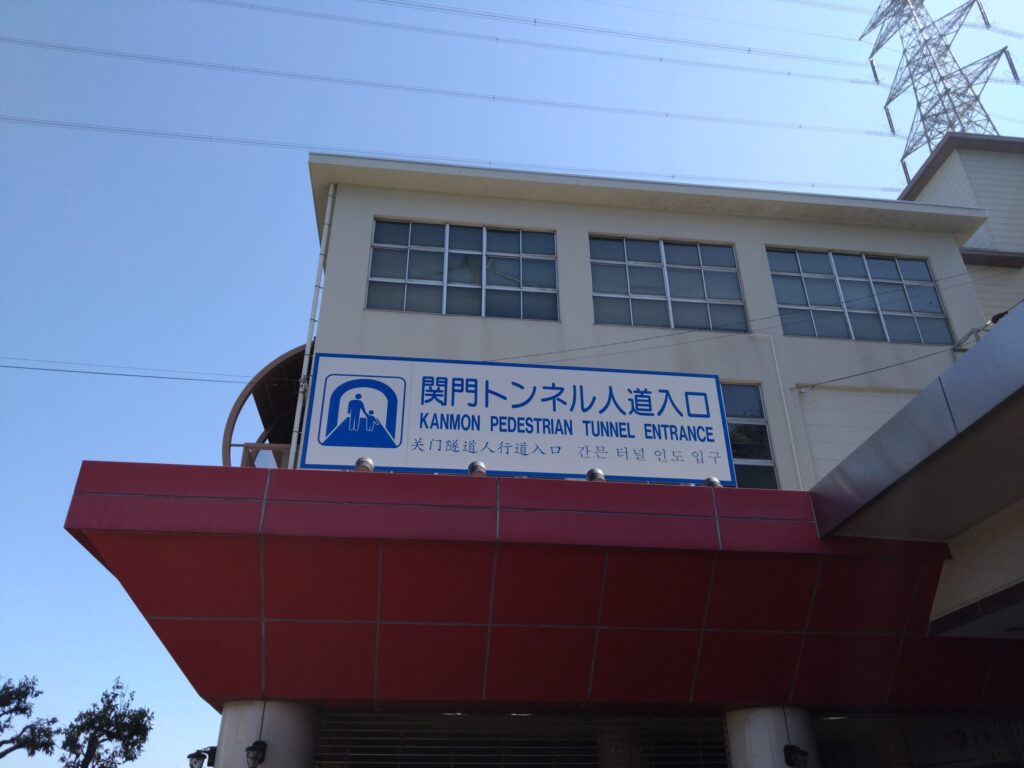 関門トンネル人道入口
KANMON PEDESTRIAN TUNNEL ENTRANCE
关门隧道人行道入口 간몬 터널 인도 입구